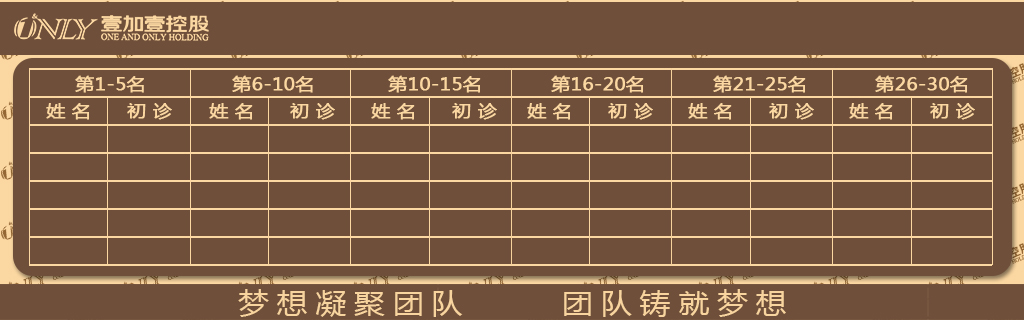 ONLY 壹加壹控股
ONE AND ONLY HOLDING
第1-5名 第6-10名 第10-15名 第16-20名 第21-25名 第26-30名
姓名 初诊 姓名 初诊 姓名 初诊 姓名 初诊 姓名 初诊 姓名 初诊
梦想凝聚团队 团队铸就梦想